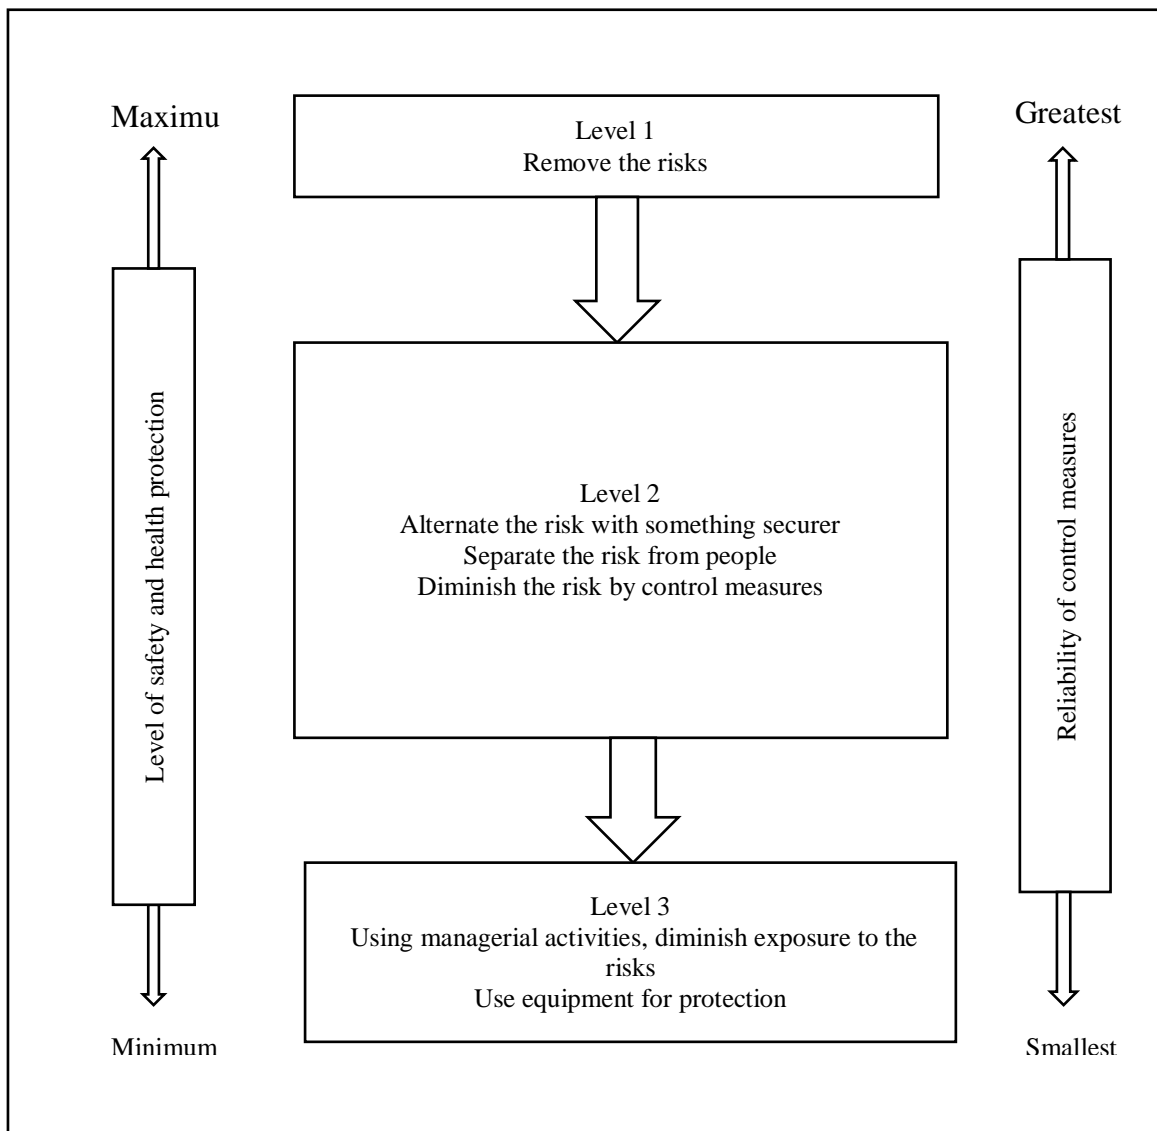 Maximu
Greatest
Level 1
Remove the risks
Level of safety and health protection
Level 2
Alternate the risk with something securer
Separate the risk from people
Diminish the risk by control measures
Reliability of control measures
Level 3
Using managerial activities, diminish exposure to the
risks
Use equipment for protection
Minimum
Smallest